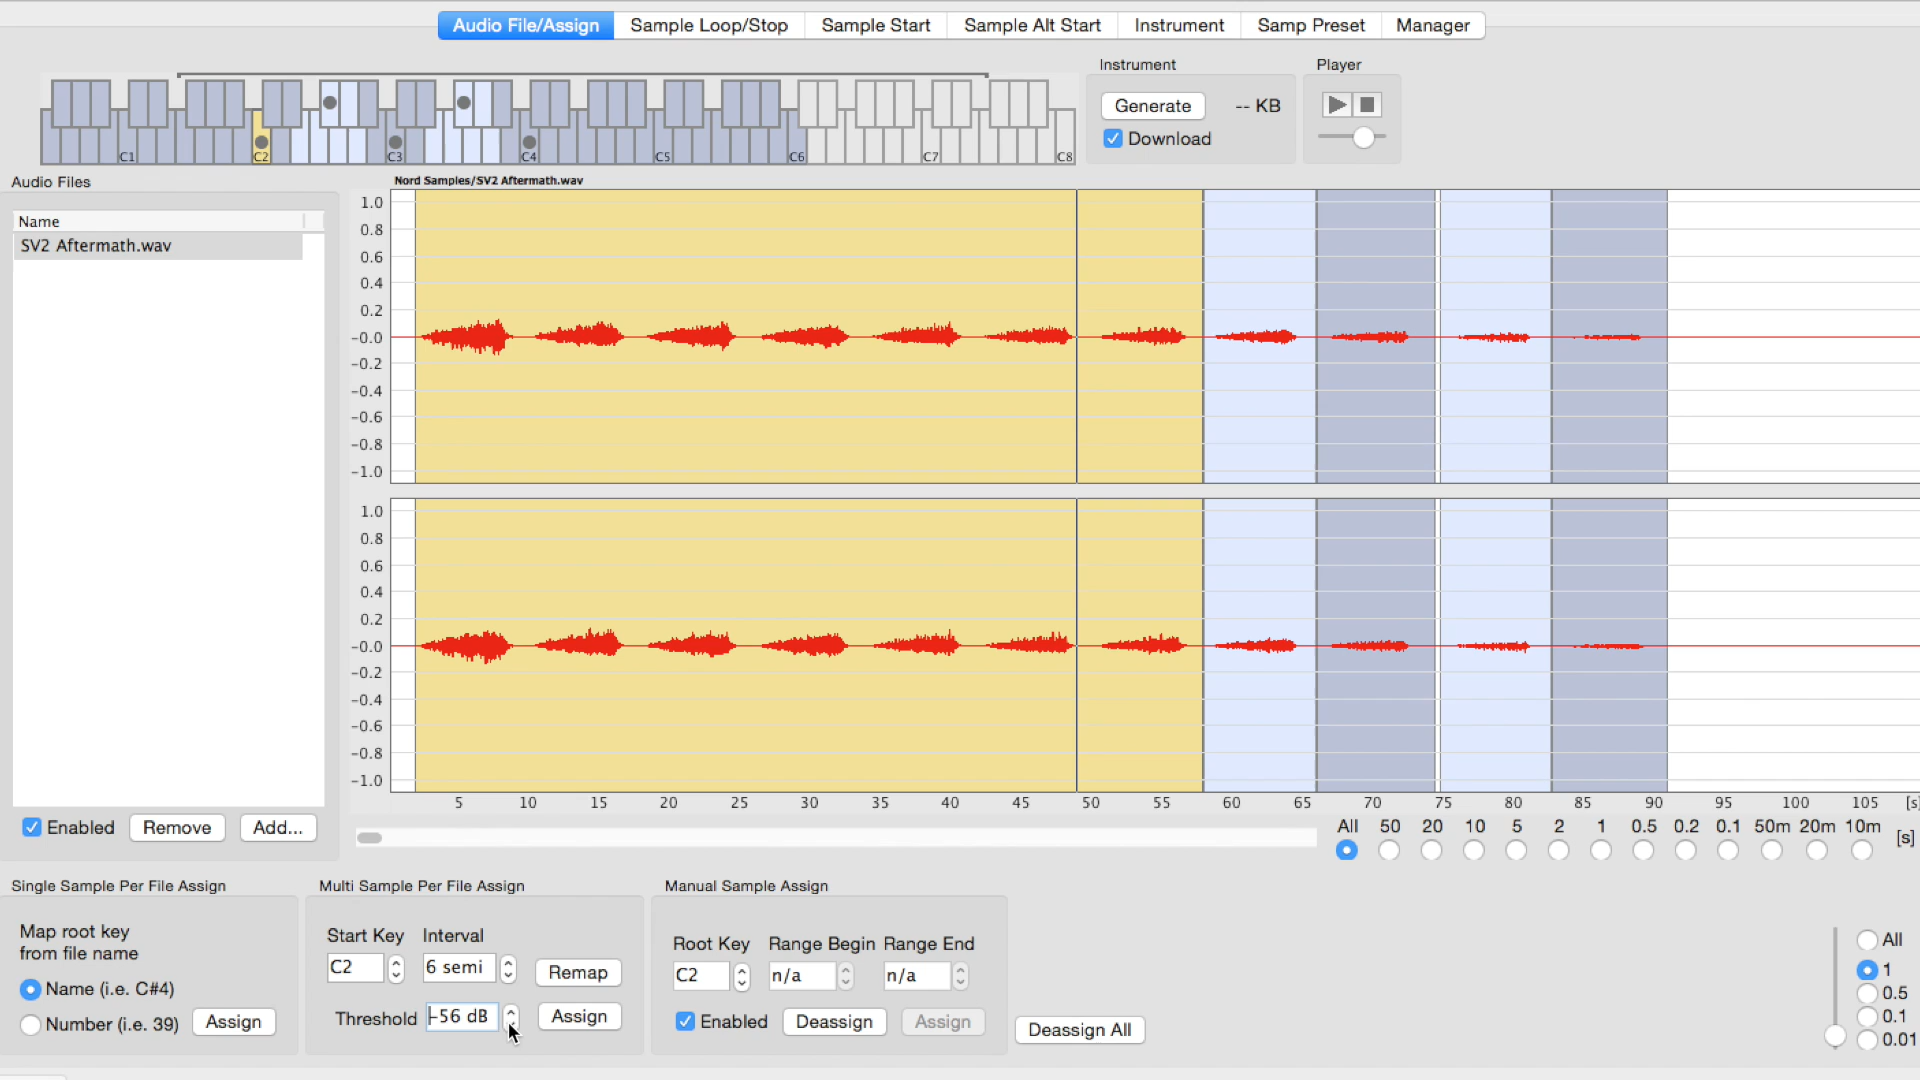 Audio File/Assign Sample Loop/Stop Sample Start Sample Alt Start Instrument Samp Preset Manager
Instrument Player
Generate -- KB
Download
C1 C2 C3 C4 C5 C6 C7 C8
Audio Files
Nord Samples/SV2 Aftermath.wav
Name
SV2 Aftermath.wav
1.0
0.8
0.6
0.4
0.2
-0.0
-0.2
-0.4
-0.6
-0.8
-1.0
1.0
0.8
0.6
0.4
0.2
-0.0
-0.2
-0.4
-0.6
-0.8
-1.0
5 10 15 20 25 30 35 40 45 50 55 60 65 70 75 80 85 90 95 100 105 [s]
Enabled Remove Add...
All 50 20 10 5 2 1 0.5 0.2 0.1 50m 20m 10m [s]
Single Sample Per File Assign Multi Sample Per File Assign Manual Sample Assign
Map root key
from file name
Name (i.e. C#4)
Number (i.e. 39) Assign
Start Key Interval
C2 6 semi Remap
Threshold -56 dB Assign
Root Key Range Begin Range End
C2 n/a n/a
Enabled Deassign Assign
Deassign All
All
1
0.5
0.1
0.01